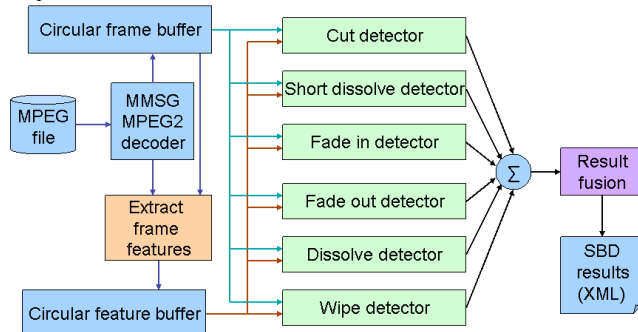 Circular frame buffer
MPEG
file
MMSG
MPEG2
decoder
Extract
frame
features
Circular feature buffer
Cut detector
Short dissolve detector
Fade in detector
Fade out detector
Dissolve detector
Wipe detector
Σ
Result
fusion
SBD
results
(XML)